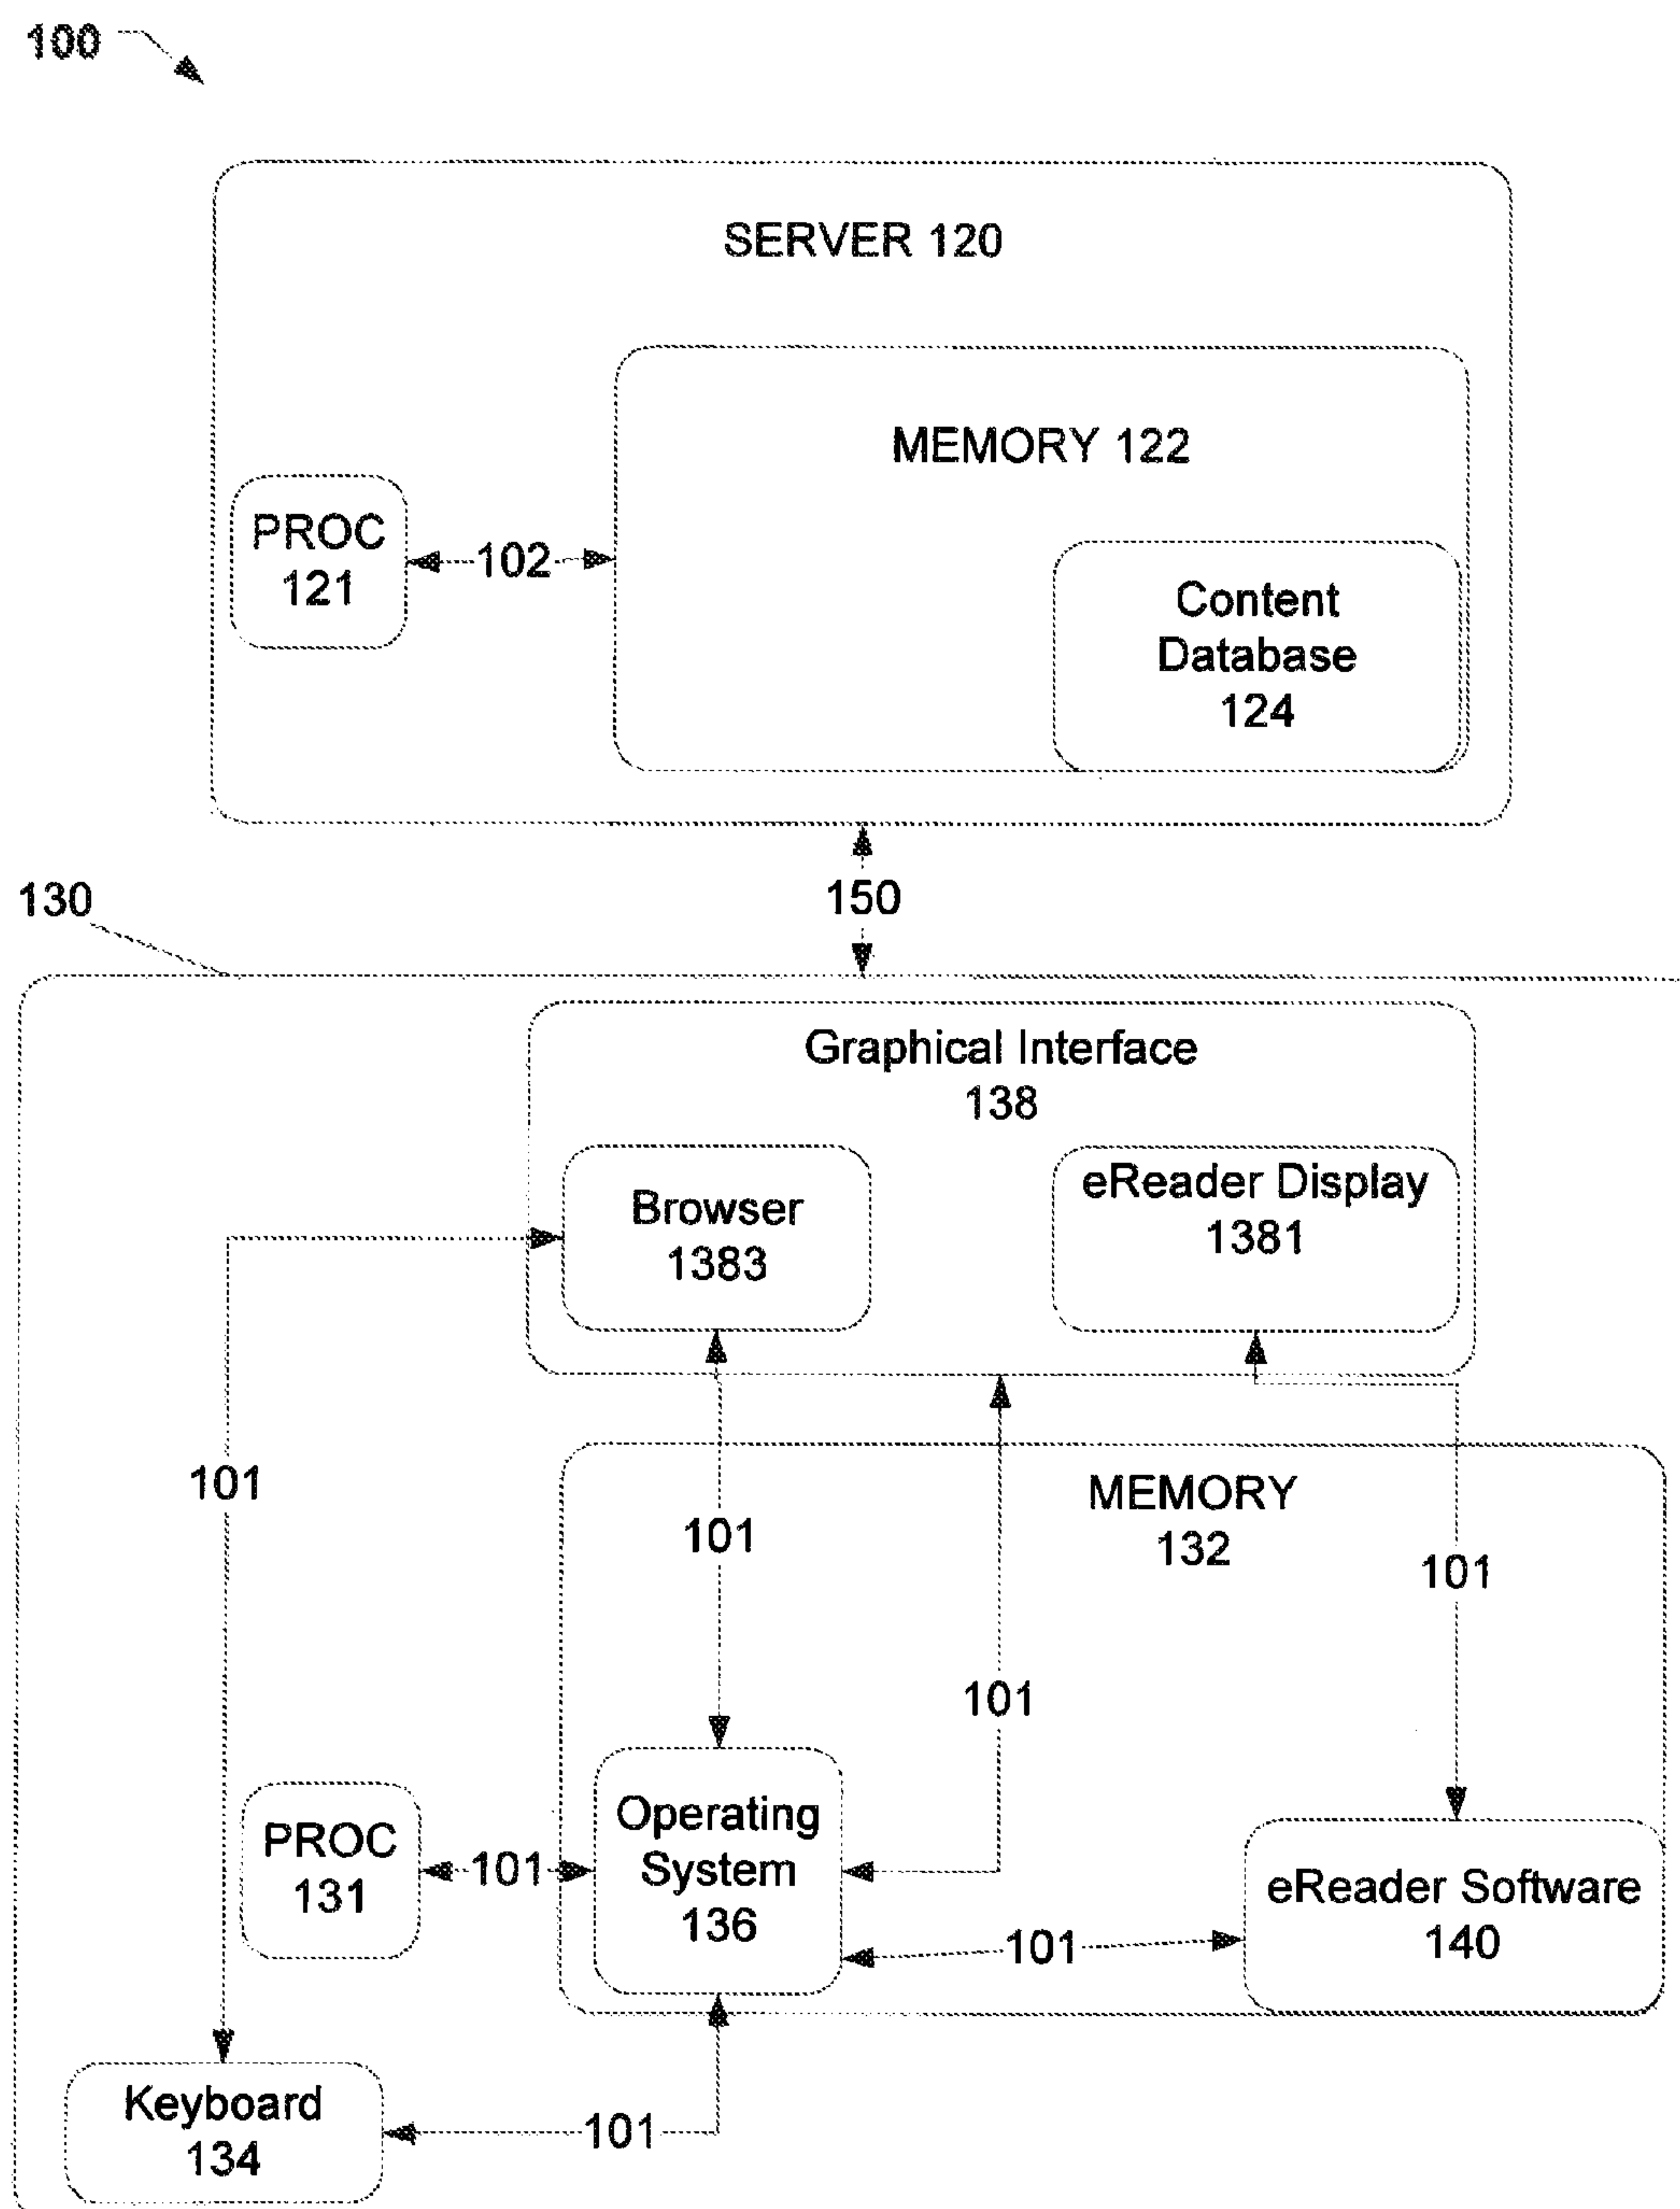 100
SERVER 120
MEMORY 122
PROC
121
102
Content
Database
124
150
130
Graphical Interface
138
Browser
1383
eReader Display
1381
101
101
MEMORY
132
101
101
PROC
131
101
Operating
System
136
101
eReader Software
140
Keyboard
134
101